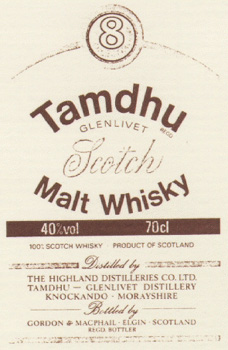 8
Tamdhu
GLENLIVET
REGD
Scotch
Malt Whisky
40%vol 70cl
100% SCOTCH WHISKY PRODUCT OF SCOTLAND
Distilled by
THE HIGHLAND DISTILLERIES CO. LTD.
TAMDHU — GLENLIVET DISTILLERY
KNOCKANDO · MORAYSHIRE
Bottled by
GORDON & MACPHAIL · ELGIN · SCOTLAND
REGD. BOTTLER